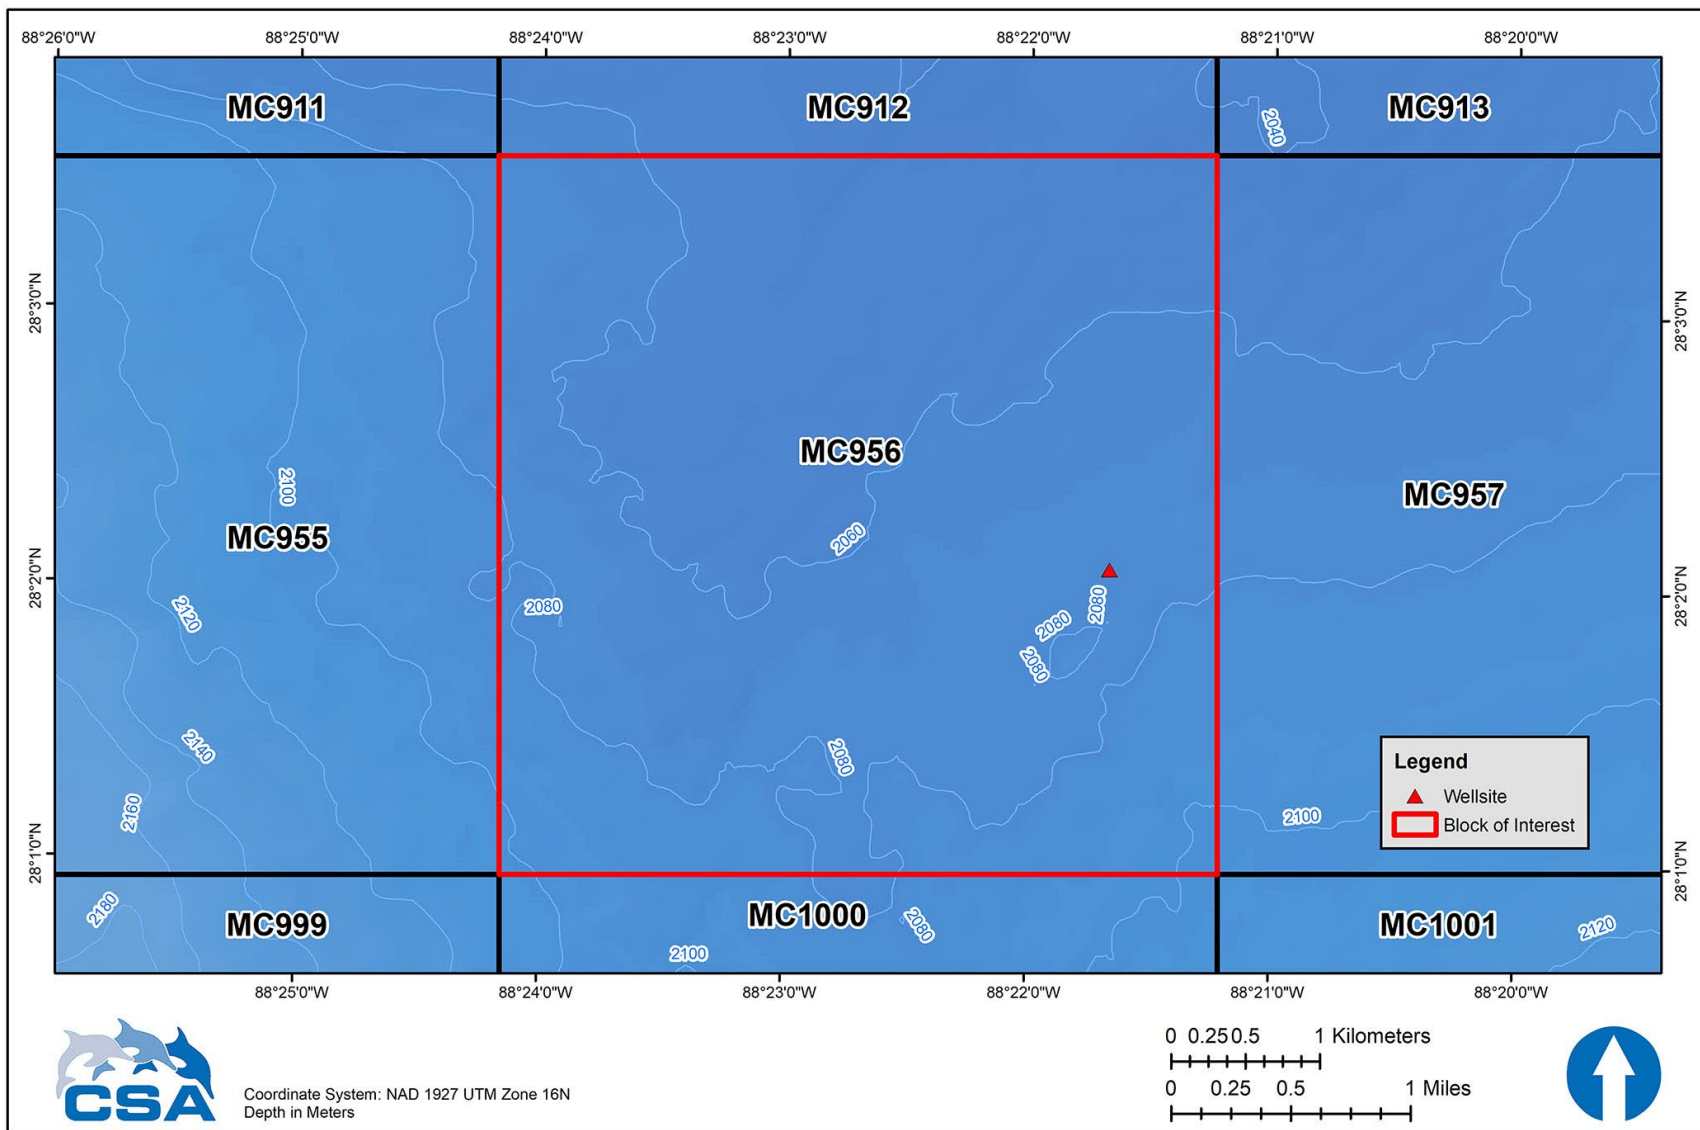 88°26'0"W 88°25'0"W 88°24'0"W 88°23'0"W 88°22'0"W 88°21'0"W 88°20'0"W
MC911 MC912 MC913
2040
28°3'0"N 28°3'0"N
MC956
2100 MC957
MC955 2060
28°2'0"N 28°2'0"N
2120 2080 2080 2080
2080
2140 2080
Legend
Wellsite
Block of Interest
2160 2100
28°1'0"N 28°1'0"N
2180 MC999 MC1000 2080 MC1001 2120
2100
88°25'0"W 88°24'0"W 88°23'0"W 88°22'0"W 88°21'0"W 88°20'0"W
CSA
Coordinate System: NAD 1927 UTM Zone 16N
Depth in Meters
0 0.25 0.5 1 Kilometers
0 0.25 0.5 1 Miles